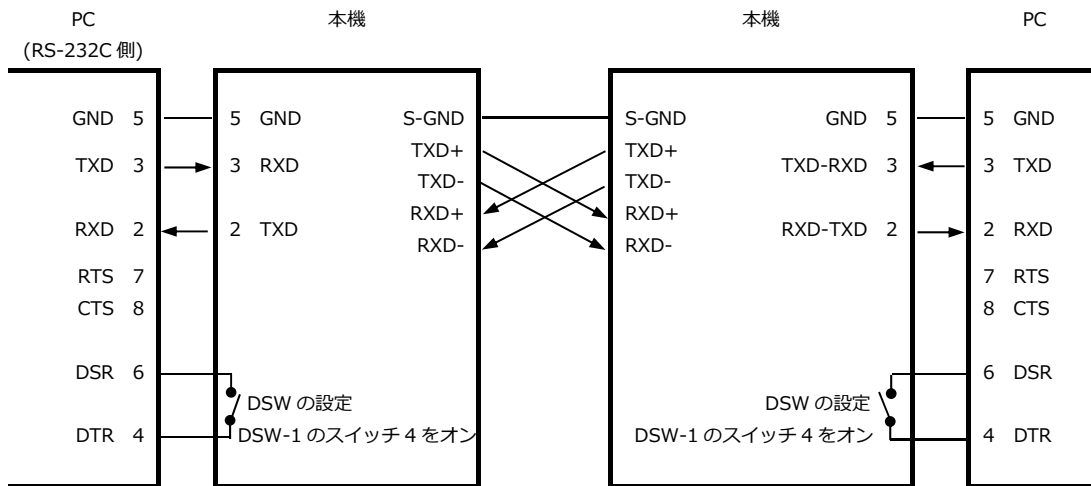 PC 本機 本機 PC
(RS-232C 側)
GND 5 5 GND S-GND S-GND GND 5 5 GND
TXD+ TXD+
TXD 3 3 RXD TXD-RXD 3 3 TXD
TXD- TXD-
RXD+ RXD+
RXD 2 2 TXD RXD-TXD 2 2 RXD
RXD- RXD-
RTS 7 7 RTS
CTS 8 8 CTS
DSR 6 6 DSR
DSW の設定 DSW の設定
DTR 4 DSW-1 のスイッチ 4 をオン DSW-1 のスイッチ 4 をオン 4 DTR